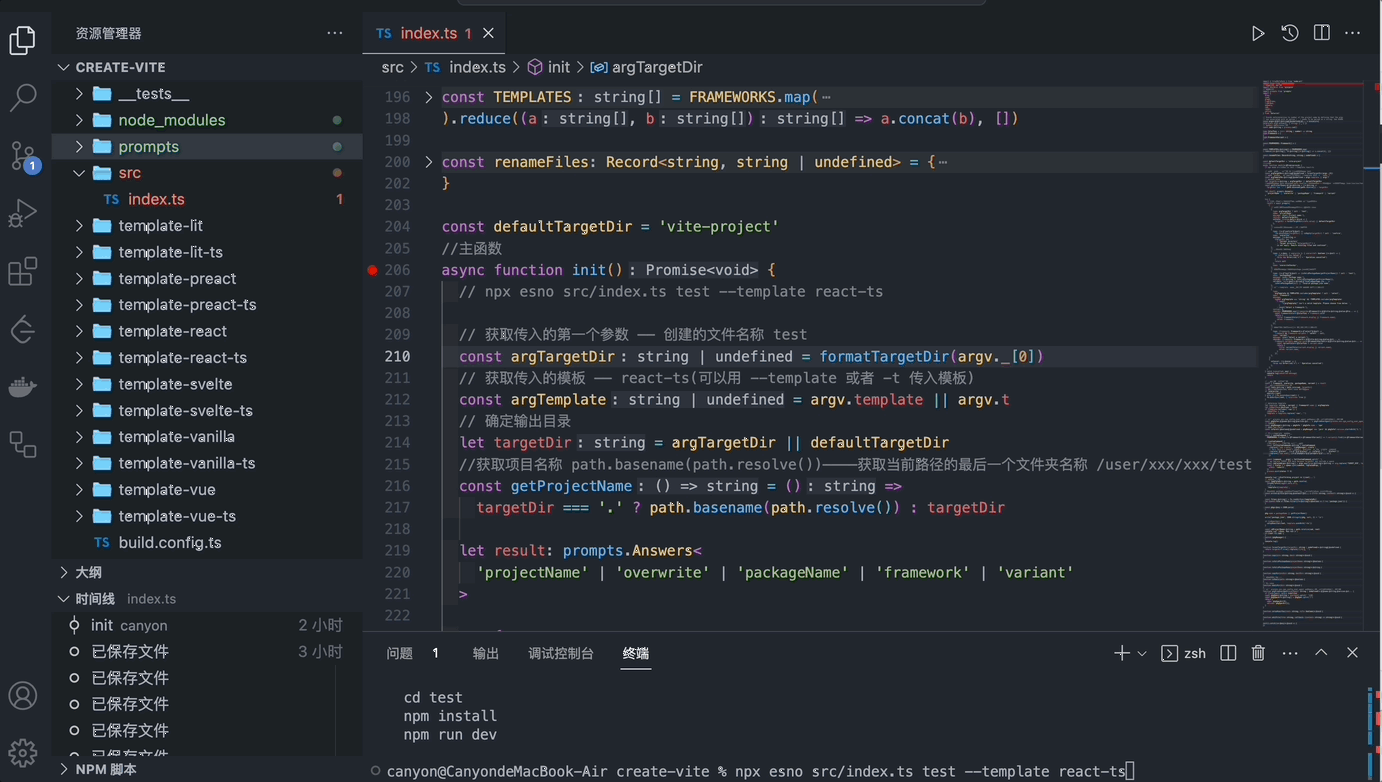 资源管理器
CREATE-VITE
__tests__
node_modules
prompts
src
TS index.ts 1
template-lit
template-lit-ts
template-preact
template-preact-ts
template-react
template-react-ts
template-svelte
template-svelte-ts
template-vanilla
template-vanilla-ts
template-vue
template-vue-ts
TS build.config.ts
大纲
时间线 index.ts
init canyon 2 小时
已保存文件 3 小时
已保存文件
已保存文件
已保存文件
已保存文件
NPM 脚本
1
TS index.ts 1
src > TS index.ts > init > argTargetDir
196 const TEMPLATES: string[] = FRAMEWORKS.map(…
198 ).reduce((a: string[], b: string[]): string[] => a.concat(b), [])
199
200 const renameFiles: Record<string, string | undefined> = {…
202 }
203
204 const defaultTargetDir = 'vite-project'
205 //主函数
206 async function init(): Promise<void> {
207 // npx esno src/index.ts test --template react-ts
208
209 // 获取传入的第一个参数 —— 创建的文件名称 test
210 const argTargetDir: string | undefined = formatTargetDir(argv._[0])
211 // 获取传入的模板 —— react-ts(可以用 --template 或者 -t 传入模板)
212 const argTemplate: string | undefined = argv.template || argv.t
213 // 确定输出目录
214 let targetDir: string = argTargetDir || defaultTargetDir
215 //获取项目名称 path.basename(path.resolve())————获取当前路径的最后一个文件夹名称 /user/xxx/xxx/test
216 const getProjectName: () => string = (): string =>
217 targetDir === '.' ? path.basename(path.resolve()) : targetDir
218
219 let result: prompts.Answers<
220 'projectName' | 'overwrite' | 'packageName' | 'framework' | 'variant'
221 >
222
问题 1 输出 调试控制台 终端 zsh
cd test
npm install
npm run dev
canyon@CanyondeMacBook-Air create-vite % npx esno src/index.ts test --template react-ts